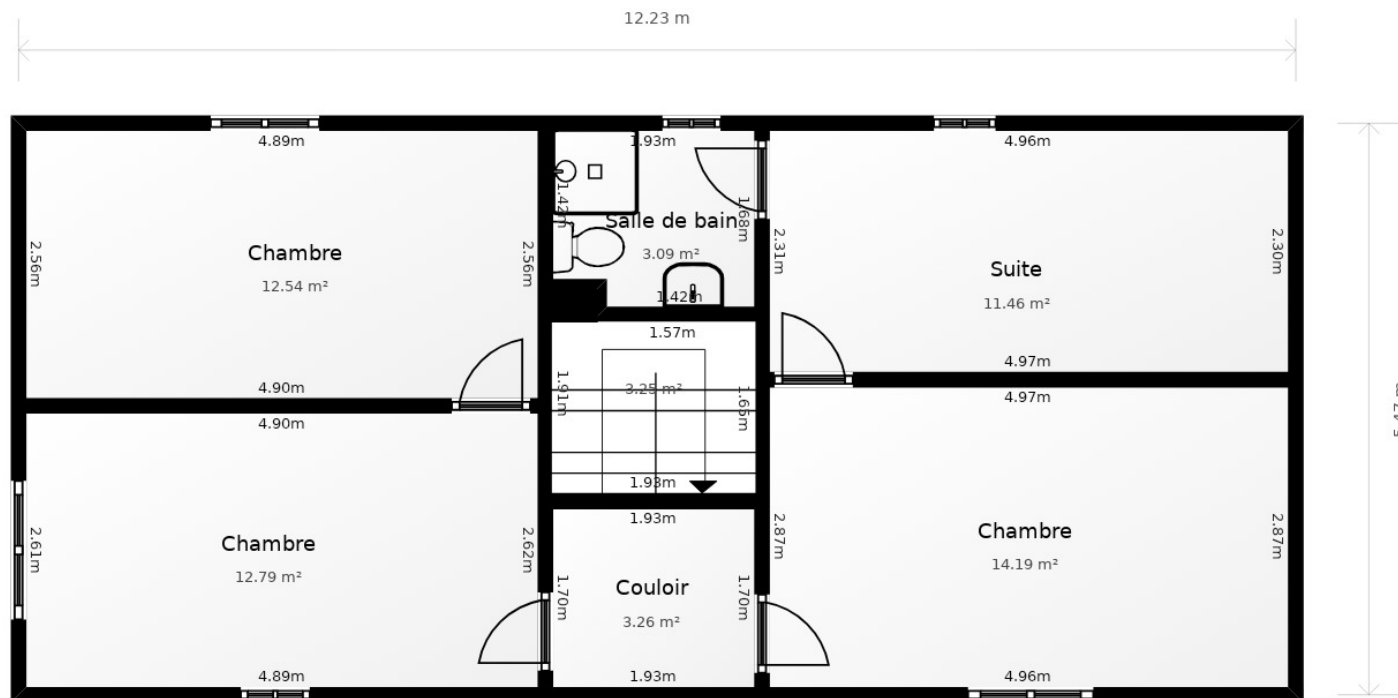 12.23 m
4.89m
1.93m
4.96m
2.56m
Chambre
12.54 m²
2.56m
1.42m
Salle de bain
3.09 m²
1.68m
1.42m
2.31m
Suite
11.46 m²
2.30m
4.90m
1.57m
4.97m
1.91m
3.25 m²
1.65m
4.90m
1.93m
4.97m
5.47 m
2.61m
Chambre
12.79 m²
2.62m
1.93m
1.70m
Couloir
3.26 m²
1.70m
2.87m
Chambre
14.19 m²
2.87m
4.89m
1.93m
4.96m